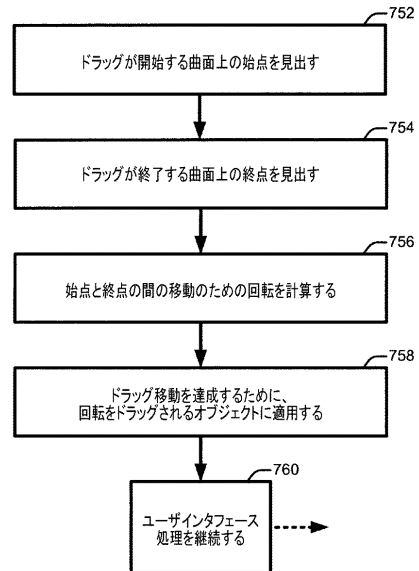 752
ドラッグが開始する曲面上の始点を見出す
754
ドラッグが終了する曲面上の終点を見出す
756
始点と終点の間の移動のための回転を計算する
758
ドラッグ移動を達成するために、
回転をドラッグされるオブジェクトに適用する
760
ユーザインタフェース
処理を継続する